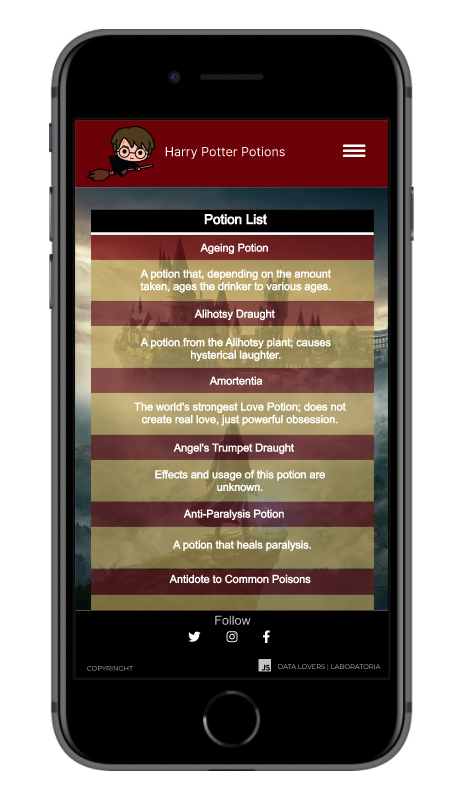 Harry Potter Potions
Potion List
Ageing Potion
A potion that, depending on the amount
taken, ages the drinker to various ages.
Alihotsy Draught
A potion from the Alihotsy plant; causes
hysterical laughter.
Amortentia
The world's strongest Love Potion; does not
create real love, just powerful obsession.
Angel's Trumpet Draught
Effects and usage of this potion are
unknown.
Anti-Paralysis Potion
A potion that heals paralysis.
Antidote to Common Poisons
Follow
COPYRINGHT
JS DATA LOVERS | LABORATORIA